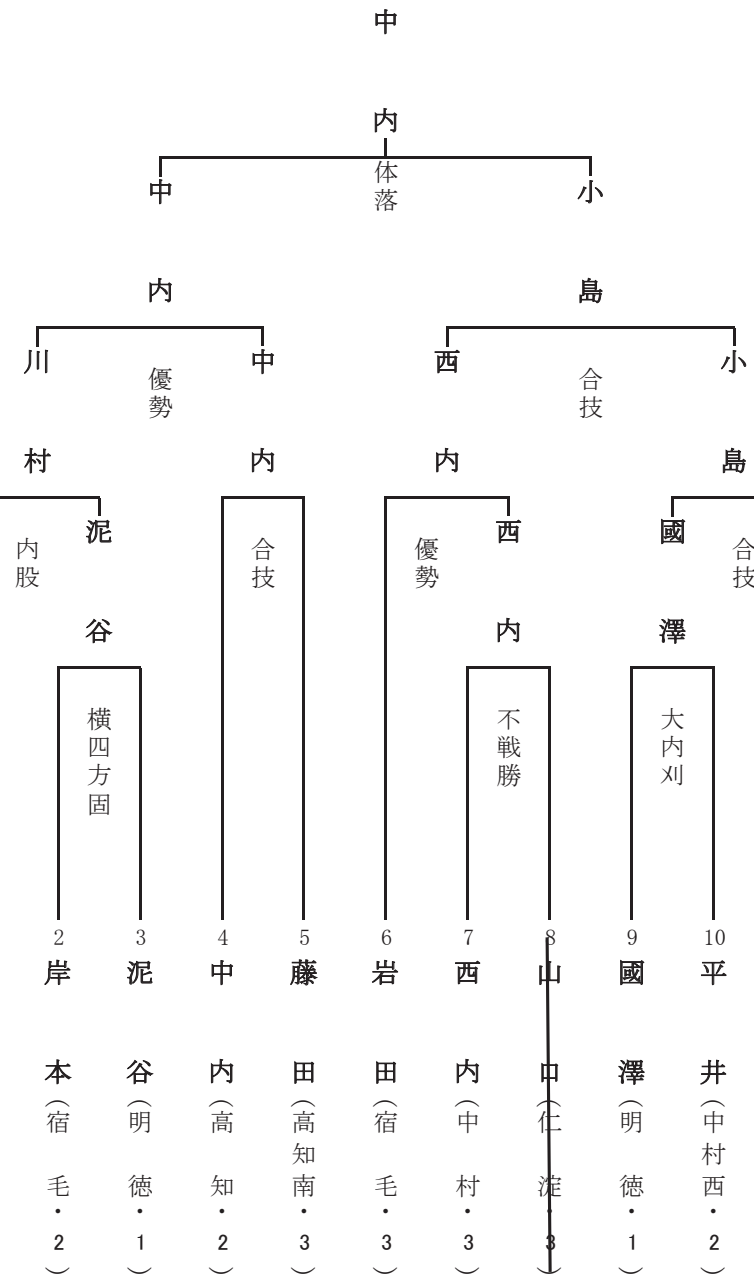 中内
体落
中内
小島
優勢
合技
川村
中内
西内
小島
内股
合技
優勢
合技
泥谷
西内
國澤
横四方固
不戦勝
大内刈
2 岸本（宿毛・2）
3 泥谷（明徳・1）
4 中内（高知・2）
5 藤田（高知南・3）
6 岩田（宿毛・3）
7 西内（中村・3）
8 山口（仁淀・3）
9 國澤（明徳・1）
10 平井（中村西・2）